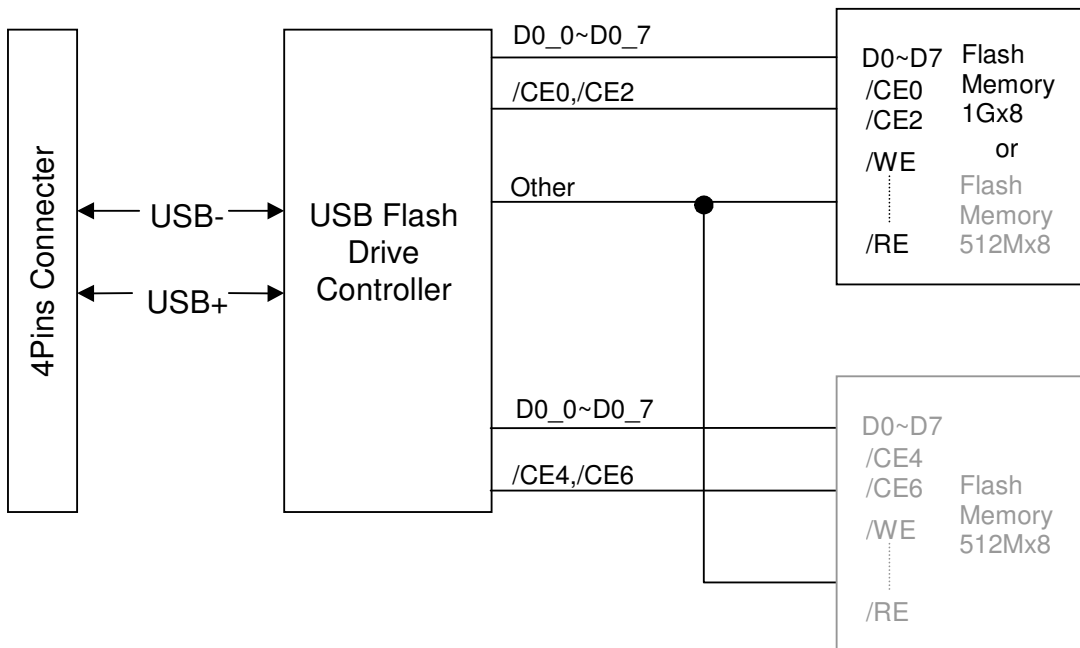 4Pins Connecter
USB-
USB+
USB Flash
Drive
Controller
D0_0~D0_7
/CE0,/CE2
Other
D0_0~D0_7
/CE4,/CE6
D0~D7
/CE0
/CE2
/WE
/RE
Flash
Memory
1Gx8
or
Flash
Memory
512Mx8
D0~D7
/CE4
/CE6
/WE
/RE
Flash
Memory
512Mx8